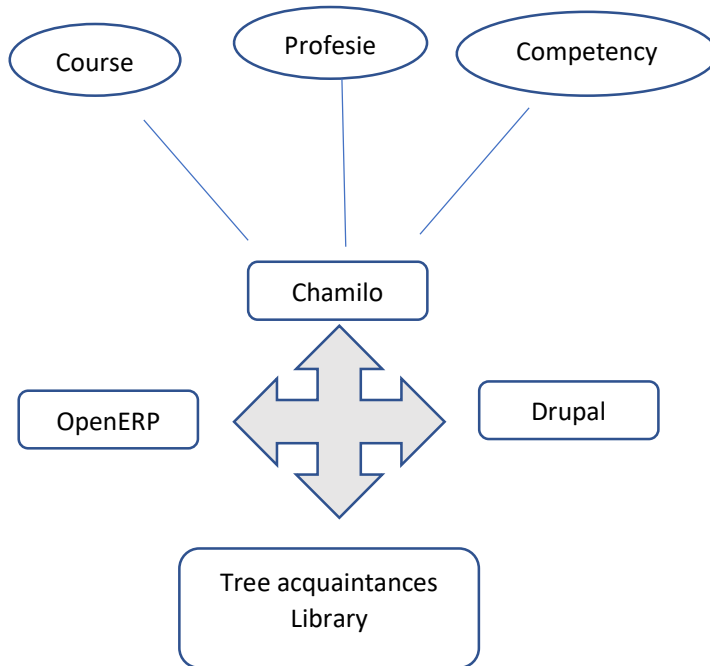 Course
Profesie
Competency
Chamilo
OpenERP
Drupal
Tree acquaintances
Library